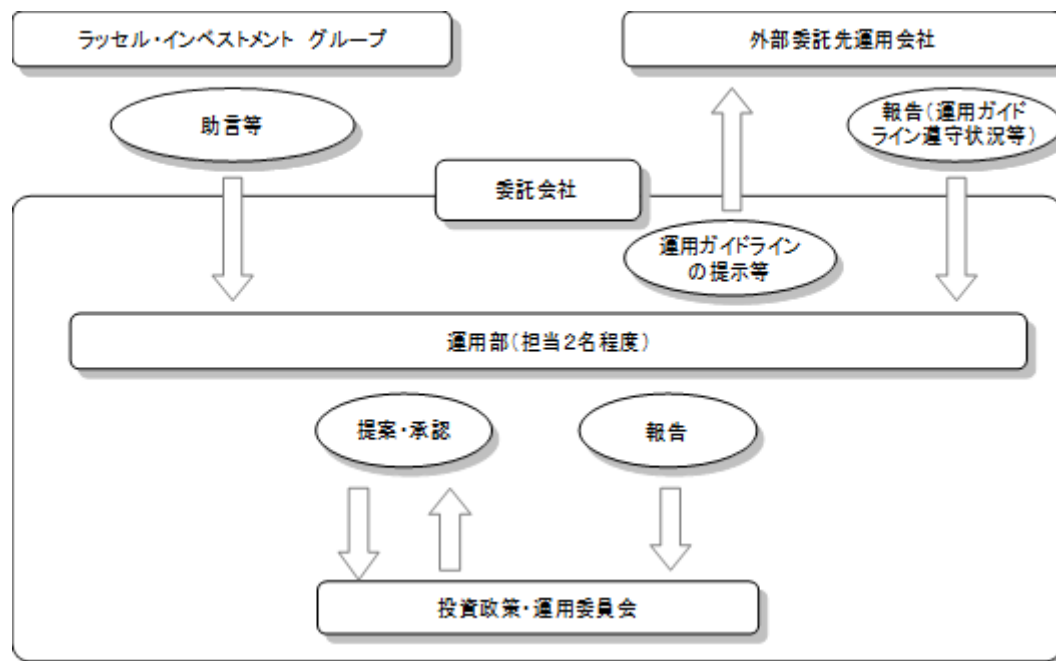 ラッセル・インベストメント グループ
外部委託先運用会社
助言等
報告(運用ガイド
ライン遵守状況等)
委託会社
運用ガイドライン
の提示等
運用部(担当2名程度)
提案・承認
報告
投資政策・運用委員会